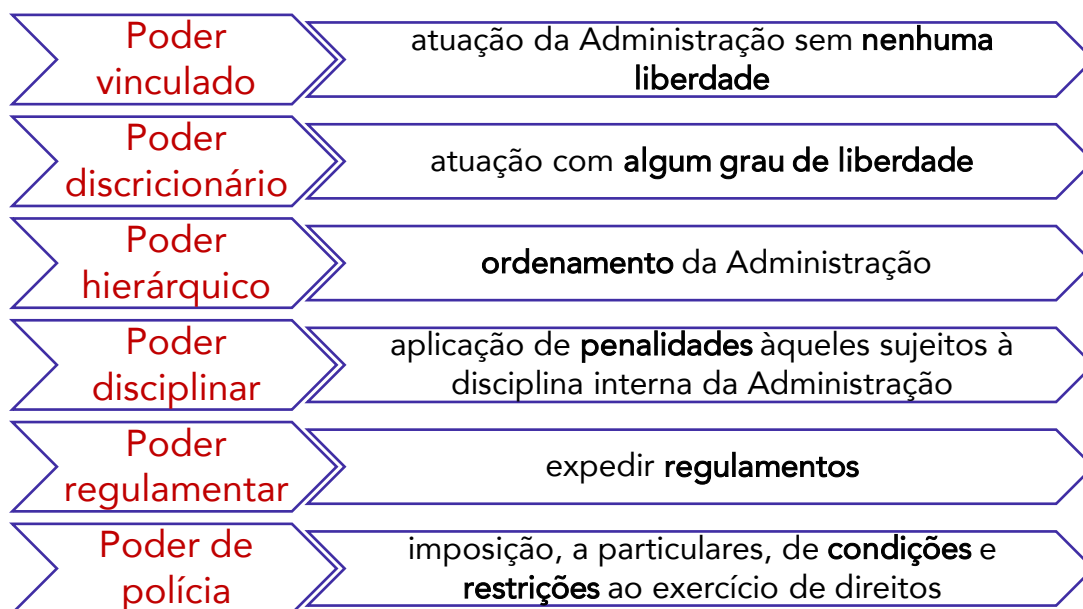 Poder
vinculado
atuação da Administração sem nenhuma
liberdade
Poder
discricionário
atuação com algum grau de liberdade
Poder
hierárquico
ordenamento da Administração
Poder
disciplinar
aplicação de penalidades àqueles sujeitos à
disciplina interna da Administração
Poder
regulamentar
expedir regulamentos
Poder de
polícia
imposição, a particulares, de condições e
restrições ao exercício de direitos